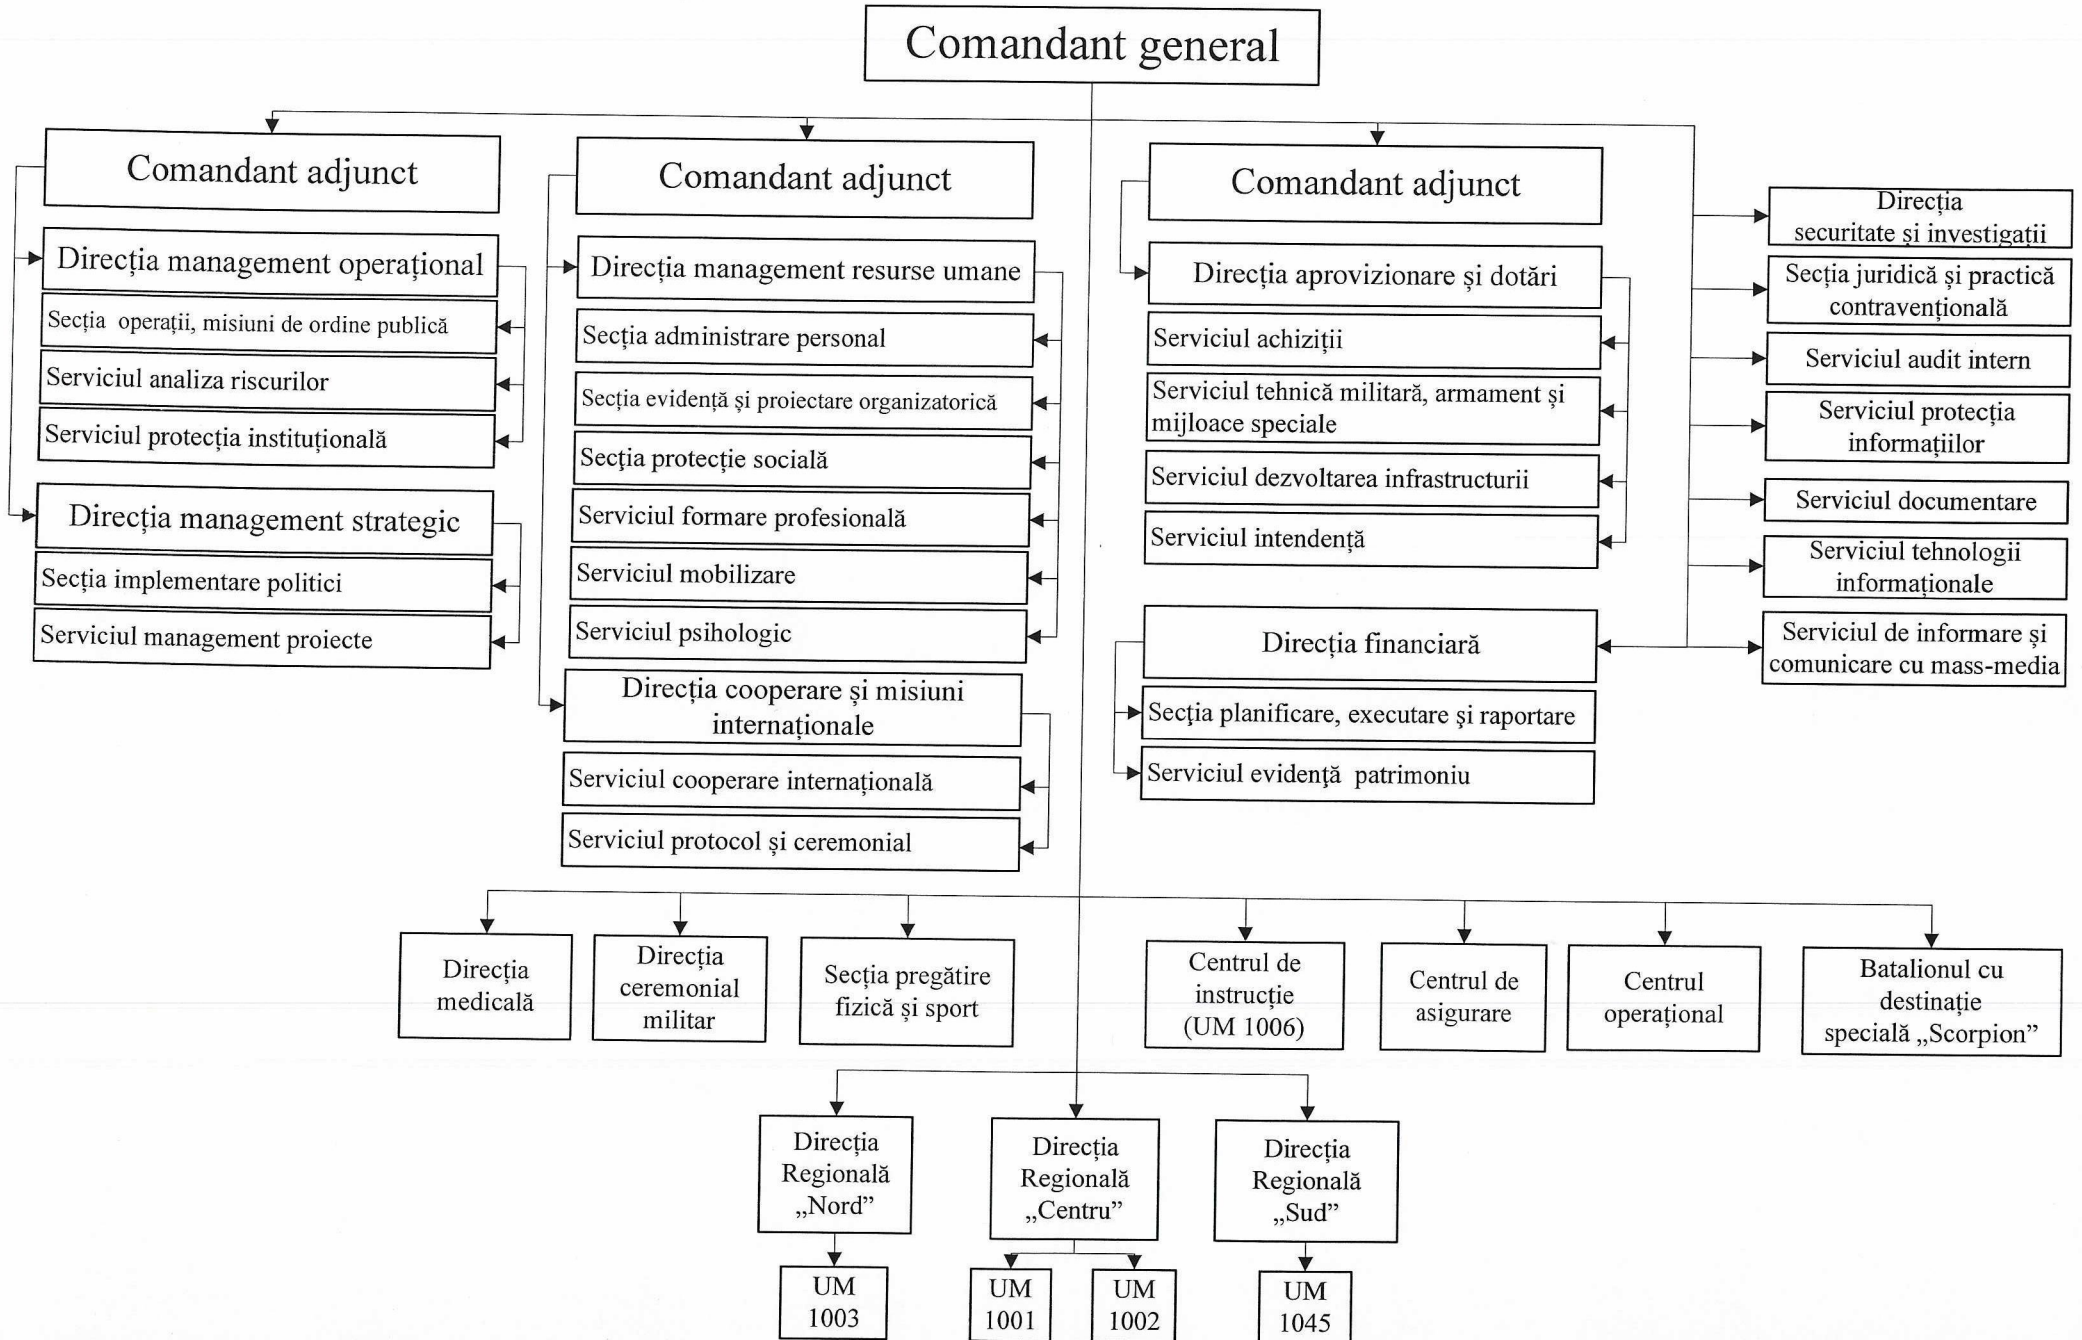 Comandant general
Comandant adjunct
Direcția management operațional
Secția operații, misiuni de ordine publică
Serviciul analiza riscurilor
Serviciul protecția instituțională
Direcția management strategic
Secția implementare politici
Serviciul management proiecte
Comandant adjunct
Direcția management resurse umane
Secția administrare personal
Secția evidență și proiectare organizatorică
Secţia protecție socială
Serviciul formare profesională
Serviciul mobilizare
Serviciul psihologic
Direcția cooperare și misiuni
internaționale
Serviciul cooperare internațională
Serviciul protocol și ceremonial
Comandant adjunct
Direcția aprovizionare și dotări
Serviciul achiziții
Serviciul tehnică militară, armament și
mijloace speciale
Serviciul dezvoltarea infrastructurii
Serviciul intendență
Direcția financiară
Secţia planificare, executare şi raportare
Serviciul evidenţă patrimoniu
Direcția
securitate și investigații
Secția juridică și practică
contravențională
Serviciul audit intern
Serviciul protecția
informațiilor
Serviciul documentare
Serviciul tehnologii
informaționale
Serviciul de informare și
comunicare cu mass-media
Direcția
medicală
Direcția
ceremonial
militar
Secția pregătire
fizică și sport
Centrul de
instrucție
(UM 1006)
Centrul de
asigurare
Centrul
operațional
Batalionul cu
destinație
specială „Scorpion”
Direcția
Regională
„Nord”
Direcția
Regională
„Centru”
Direcția
Regională
„Sud”
UM
1003
UM
1001
UM
1002
UM
1045